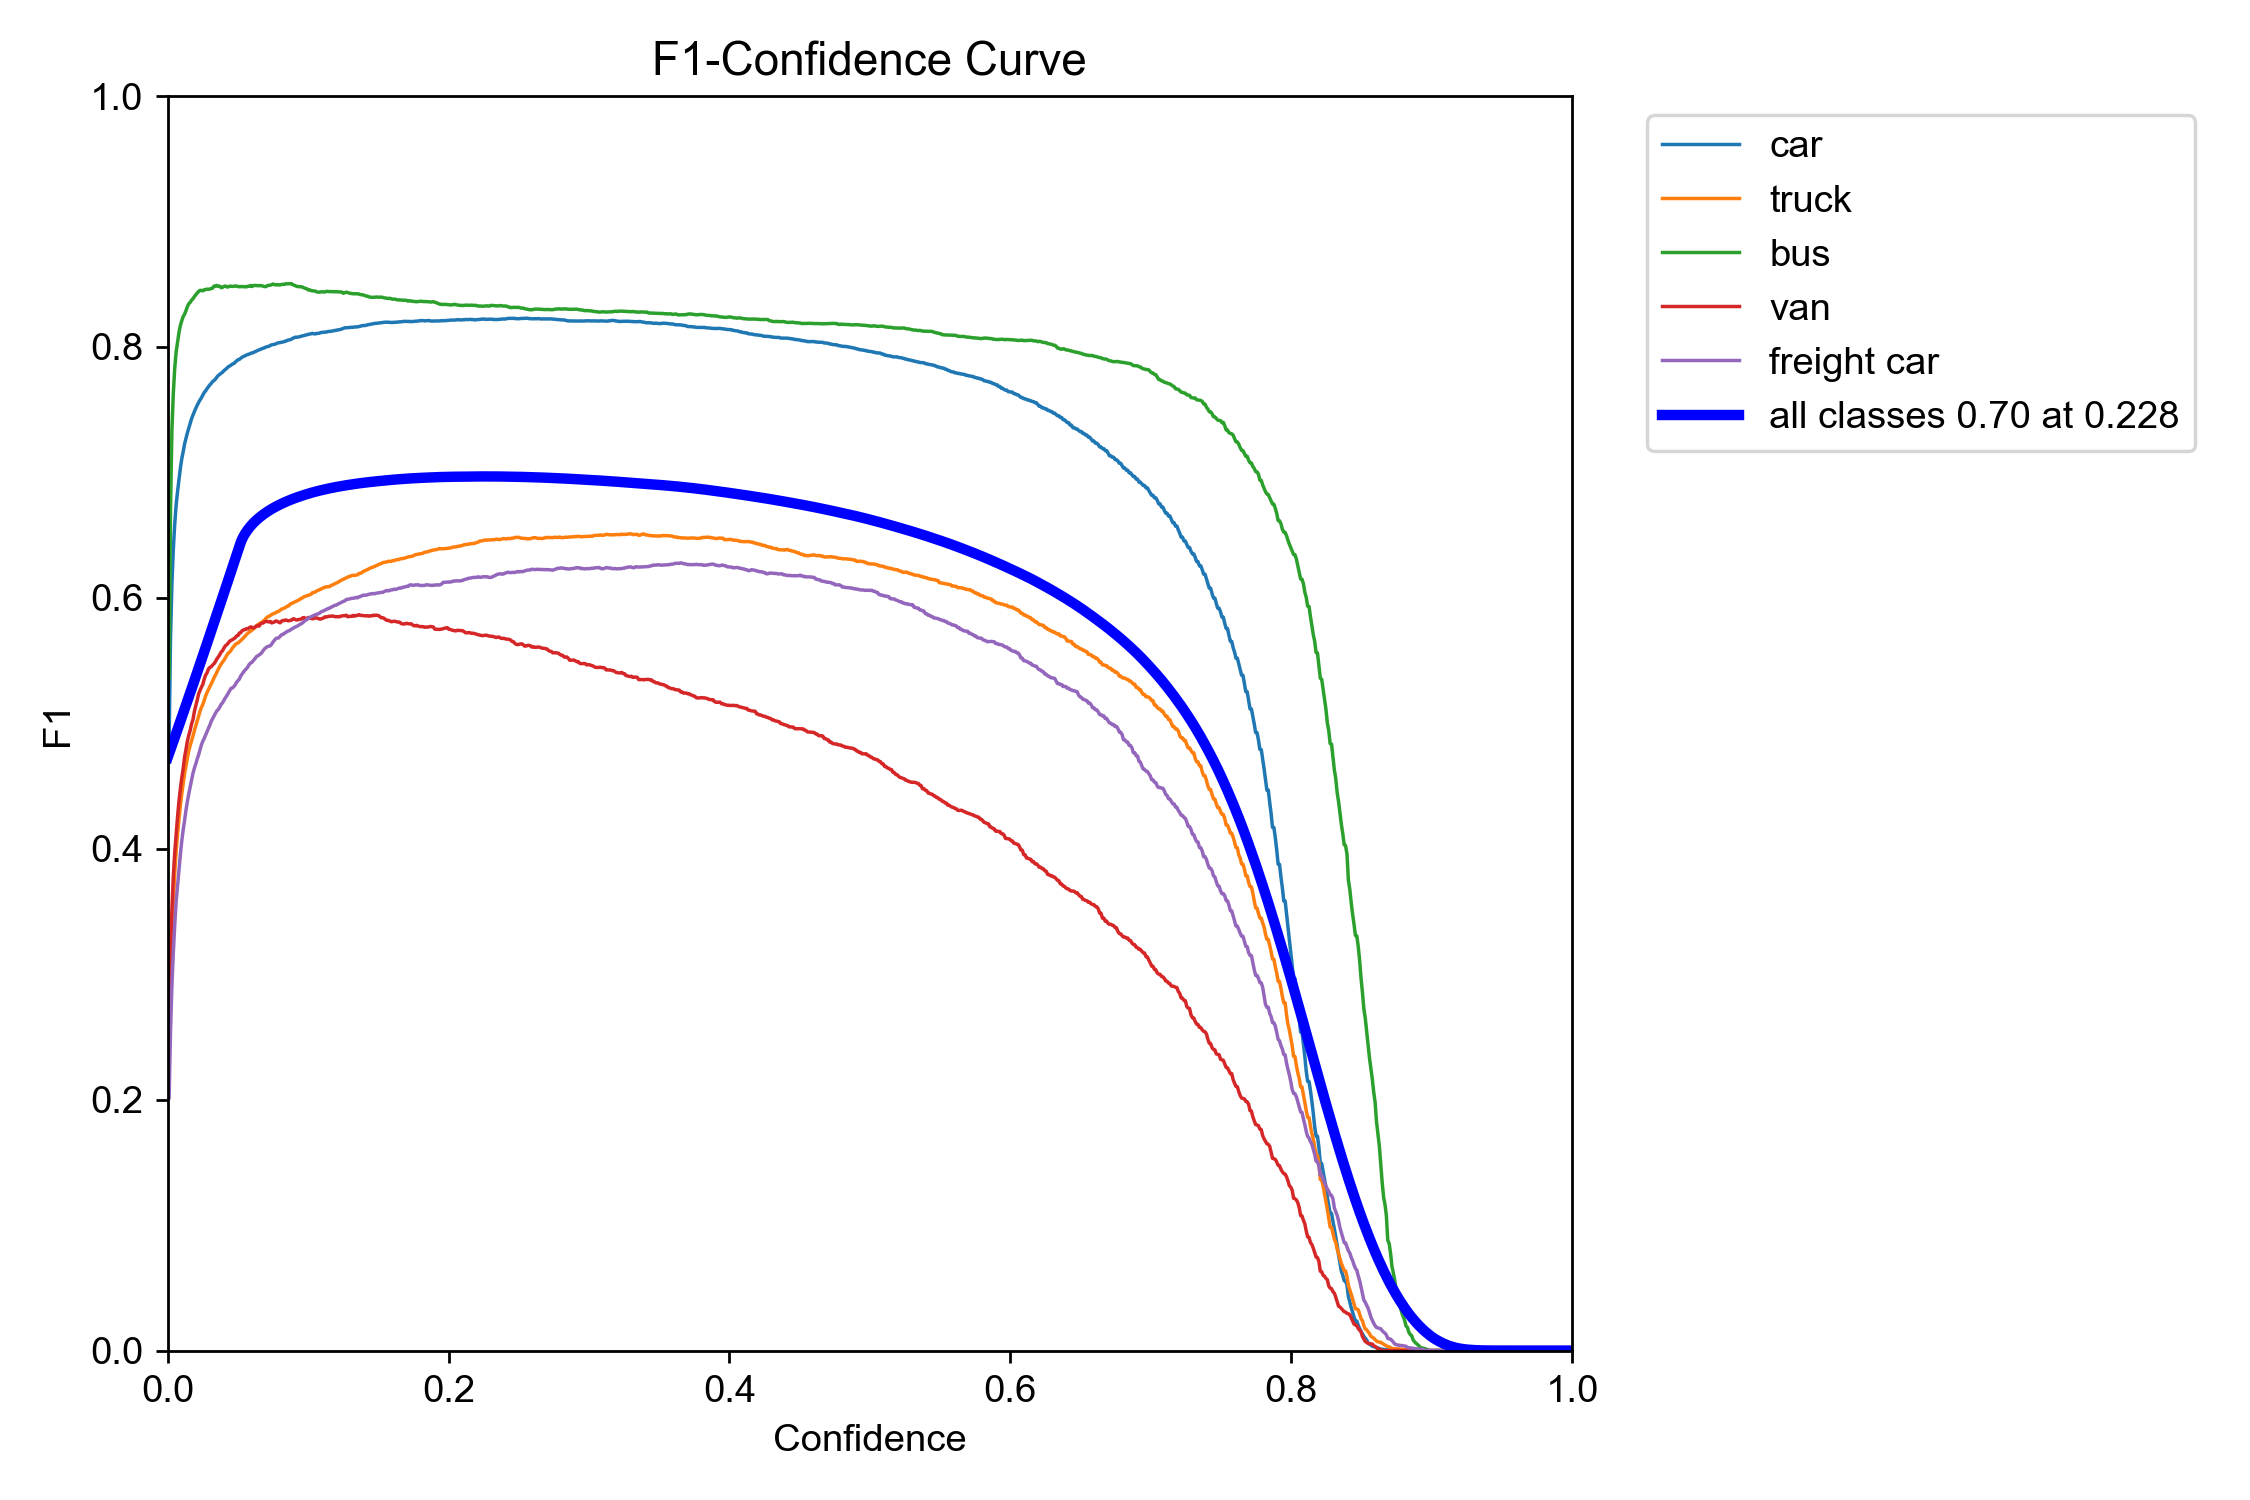 F1-Confidence Curve
1.0
0.8
0.6
0.4
0.2
0.0
F1
0.0 0.2 0.4 0.6 0.8 1.0
Confidence
car
truck
bus
van
freight car
all classes 0.70 at 0.228